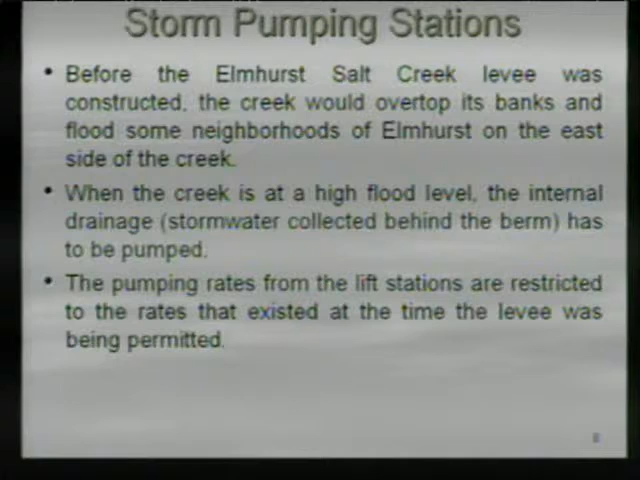 Storm Pumping Stations
• Before the Elmhurst Salt Creek levee was
constructed, the creek would overtop its banks and
flood some neighborhoods of Elmhurst on the east
side of the creek.
• When the creek is at a high flood level, the internal
drainage (stormwater collected behind the berm) has
to be pumped.
• The pumping rates from the lift stations are restricted
to the rates that existed at the time the levee was
being permitted.